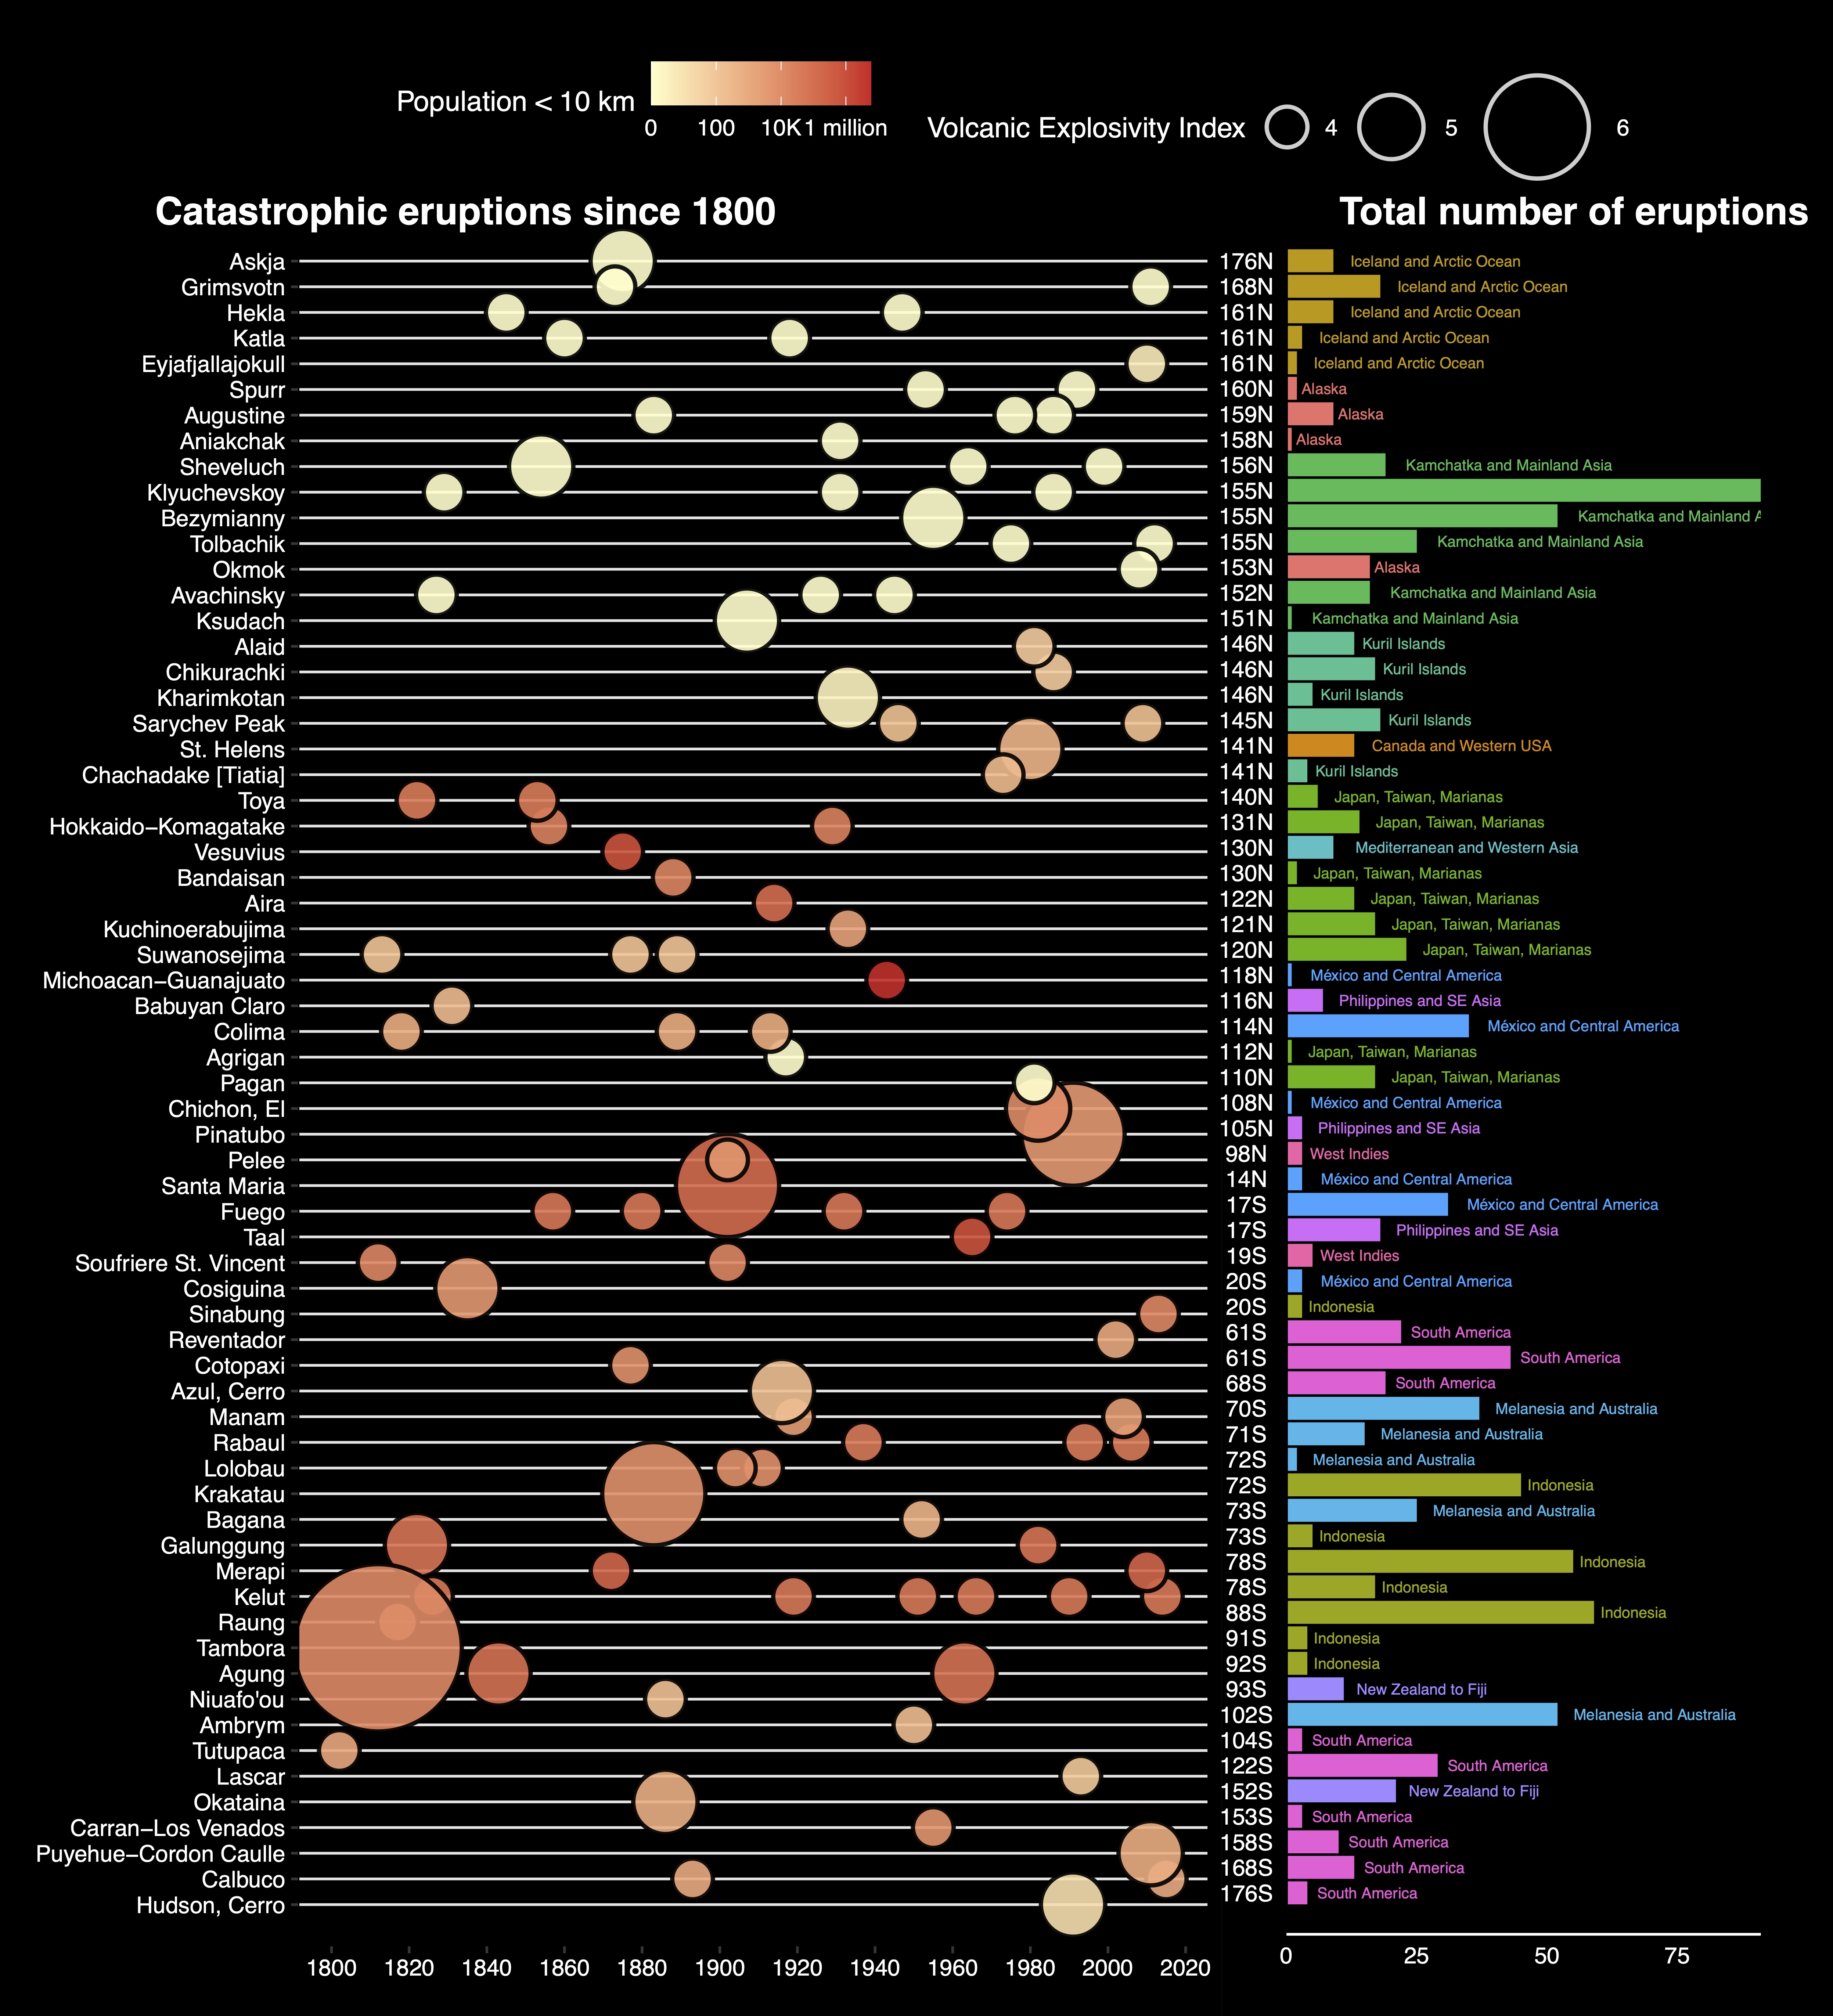 Population < 10 km
0 100 10K 1 million
Volcanic Explosivity Index 4 5 6
Catastrophic eruptions since 1800 Total number of eruptions
Askja 176N Iceland and Arctic Ocean
Grimsvotn 168N Iceland and Arctic Ocean
Hekla 161N Iceland and Arctic Ocean
Katla 161N Iceland and Arctic Ocean
Eyjafjallajokull 161N Iceland and Arctic Ocean
Spurr 160N Alaska
Augustine 159N Alaska
Aniakchak 158N Alaska
Sheveluch 156N Kamchatka and Mainland Asia
Klyuchevskoy 155N
Bezymianny 155N Kamchatka and Mainland A
Tolbachik 155N Kamchatka and Mainland Asia
Okmok 153N Alaska
Avachinsky 152N Kamchatka and Mainland Asia
Ksudach 151N Kamchatka and Mainland Asia
Alaid 146N Kuril Islands
Chikurachki 146N Kuril Islands
Kharimkotan 146N Kuril Islands
Sarychev Peak 145N Kuril Islands
St. Helens 141N Canada and Western USA
Chachadake [Tiatia] 141N Kuril Islands
Toya 140N Japan, Taiwan, Marianas
Hokkaido−Komagatake 131N Japan, Taiwan, Marianas
Vesuvius 130N Mediterranean and Western Asia
Bandaisan 130N Japan, Taiwan, Marianas
Aira 122N Japan, Taiwan, Marianas
Kuchinoerabujima 121N Japan, Taiwan, Marianas
Suwanosejima 120N Japan, Taiwan, Marianas
Michoacan−Guanajuato 118N México and Central America
Babuyan Claro 116N Philippines and SE Asia
Colima 114N México and Central America
Agrigan 112N Japan, Taiwan, Marianas
Pagan 110N Japan, Taiwan, Marianas
Chichon, El 108N México and Central America
Pinatubo 105N Philippines and SE Asia
Pelee 98N West Indies
Santa Maria 14N México and Central America
Fuego 17S México and Central America
Taal 17S Philippines and SE Asia
Soufriere St. Vincent 19S West Indies
Cosiguina 20S México and Central America
Sinabung 20S Indonesia
Reventador 61S South America
Cotopaxi 61S South America
Azul, Cerro 68S South America
Manam 70S Melanesia and Australia
Rabaul 71S Melanesia and Australia
Lolobau 72S Melanesia and Australia
Krakatau 72S Indonesia
Bagana 73S Melanesia and Australia
Galunggung 73S Indonesia
Merapi 78S Indonesia
Kelut 78S Indonesia
Raung 88S Indonesia
Tambora 91S Indonesia
Agung 92S Indonesia
Niuafo'ou 93S New Zealand to Fiji
Ambrym 102S Melanesia and Australia
Tutupaca 104S South America
Lascar 122S South America
Okataina 152S New Zealand to Fiji
Carran−Los Venados 153S South America
Puyehue−Cordon Caulle 158S South America
Calbuco 168S South America
Hudson, Cerro 176S South America
1800 1820 1840 1860 1880 1900 1920 1940 1960 1980 2000 2020 0 25 50 75